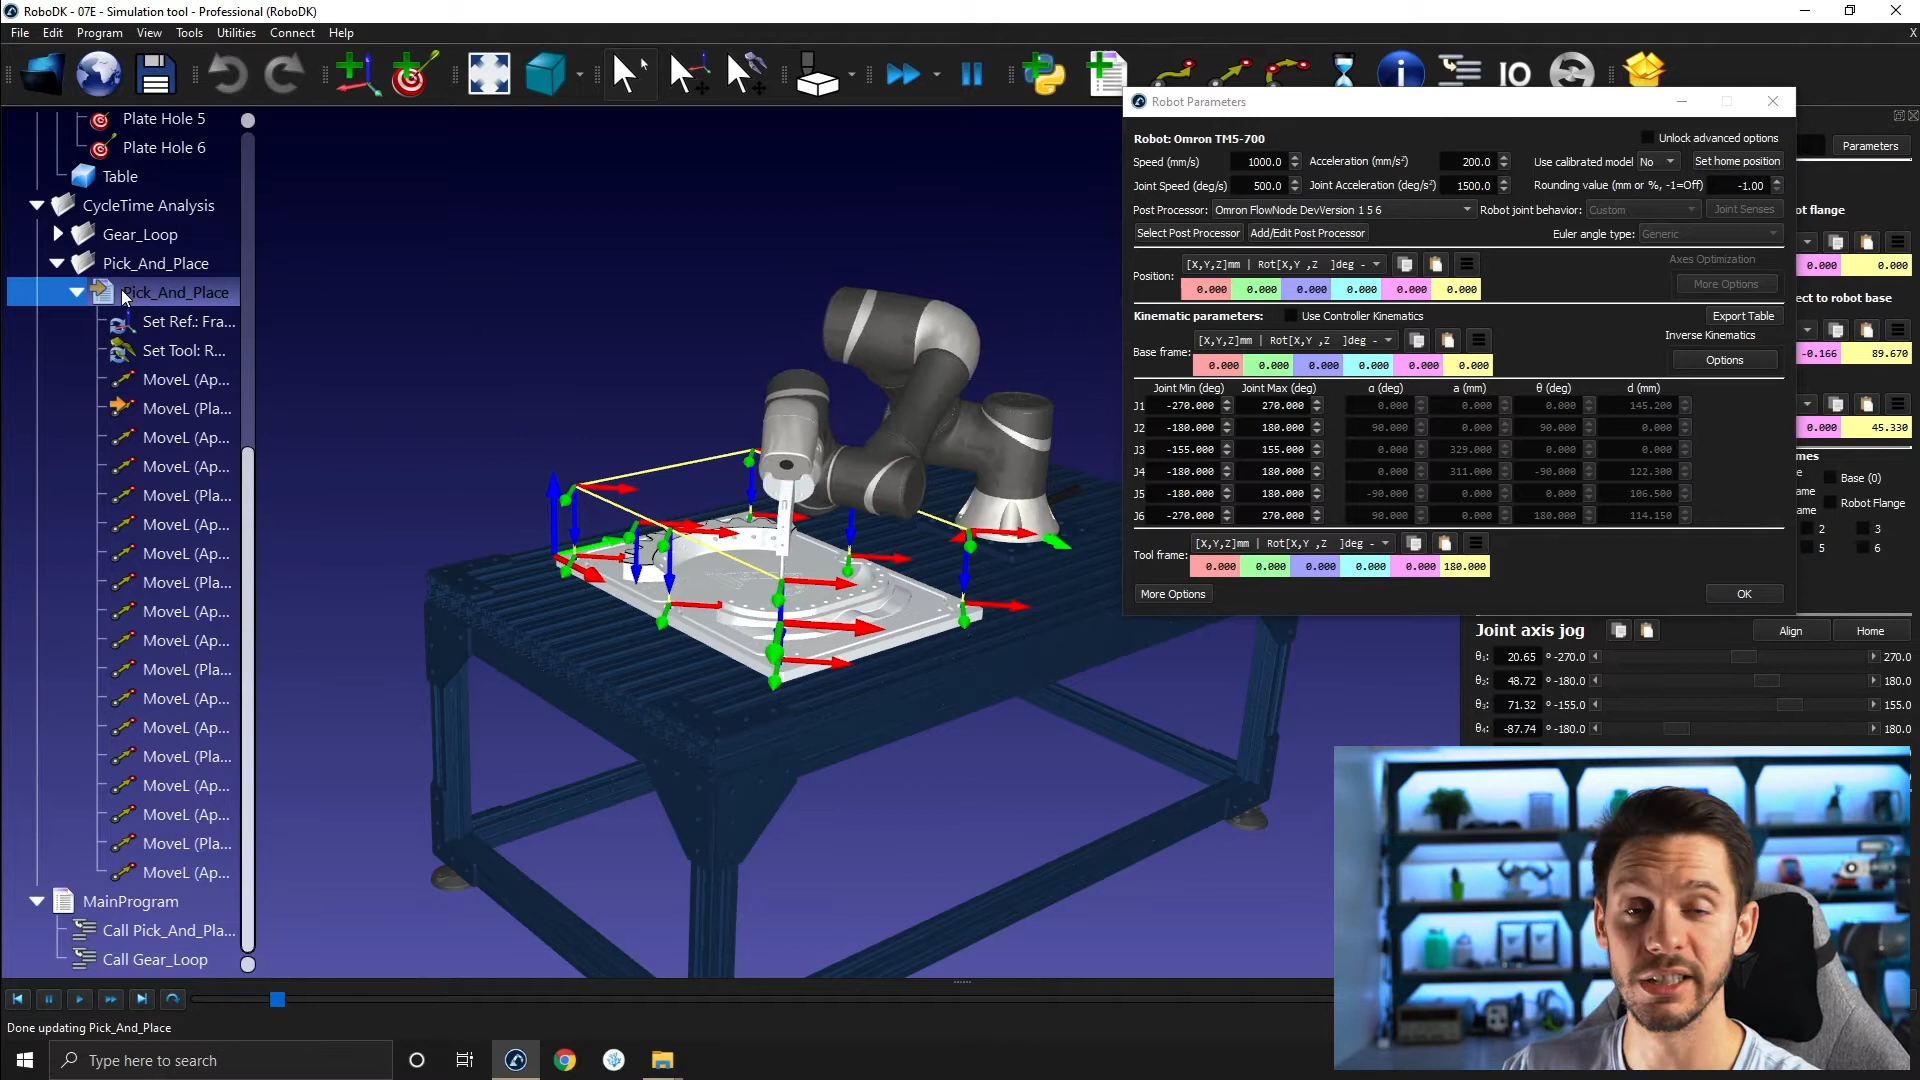 RoboDK - 07E - Simulation tool - Professional (RoboDK)
File Edit Program View Tools Utilities Connect Help X
IO
Plate Hole 5
Plate Hole 6
Table
CycleTime Analysis
Gear_Loop
Pick_And_Place
Pick_And_Place
Set Ref.: Fra...
Set Tool: R...
MoveL (Ap...
MoveL (Pla...
MoveL (Ap...
MoveL (Ap...
MoveL (Pla...
MoveL (Ap...
MoveL (Ap...
MoveL (Pla...
MoveL (Ap...
MoveL (Ap...
MoveL (Pla...
MoveL (Ap...
MoveL (Ap...
MoveL (Pla...
MoveL (Ap...
MoveL (Ap...
MoveL (Pla...
MoveL (Ap...
MainProgram
Call Pick_And_Pla...
Call Gear_Loop
Robot Parameters
Robot: Omron TM5-700 Unlock advanced options
Speed (mm/s) 1000.0 Acceleration (mm/s²) 200.0 Use calibrated model No Set home position
Joint Speed (deg/s) 500.0 Joint Acceleration (deg/s²) 1500.0 Rounding value (mm or %, -1=Off) -1.00
Post Processor: Omron FlowNode DevVersion 1 5 6 Robot joint behavior: Custom Joint Senses
Select Post Processor Add/Edit Post Processor Euler angle type: Generic
Axes Optimization
[X,Y,Z]mm | Rot[X,Y ,Z ]deg -
Position: More Options
0.000 0.000 0.000 0.000 0.000 0.000
Kinematic parameters: Use Controller Kinematics Export Table
Inverse Kinematics
[X,Y,Z]mm | Rot[X,Y ,Z ]deg -
Base frame: Options
0.000 0.000 0.000 0.000 0.000 0.000
Joint Min (deg) Joint Max (deg) α (deg) a (mm) θ (deg) d (mm)
J1 -270.000 270.000 0.000 0.000 0.000 145.200
J2 -180.000 180.000 90.000 0.000 90.000 0.000
J3 -155.000 155.000 0.000 329.000 0.000 0.000
J4 -180.000 180.000 0.000 311.000 -90.000 122.300
J5 -180.000 180.000 -90.000 0.000 0.000 106.500
J6 -270.000 270.000 90.000 0.000 180.000 114.150
[X,Y,Z]mm | Rot[X,Y ,Z ]deg -
Tool frame:
0.000 0.000 0.000 0.000 0.000 180.000
More Options OK
Parameters
ot flange
0.000 0.000
ect to robot base
-0.166 89.670
0.000 45.330
mes
e Base (0)
ame
ame Robot Flange
2 3
5 6
Joint axis jog Align Home
θ₁: 20.65 º -270.0 270.0
θ₂: 48.72 º -180.0 180.0
θ₃: 71.32 º -155.0 155.0
θ₄: -87.74 º -180.0 180.0
Done updating Pick_And_Place
Type here to search